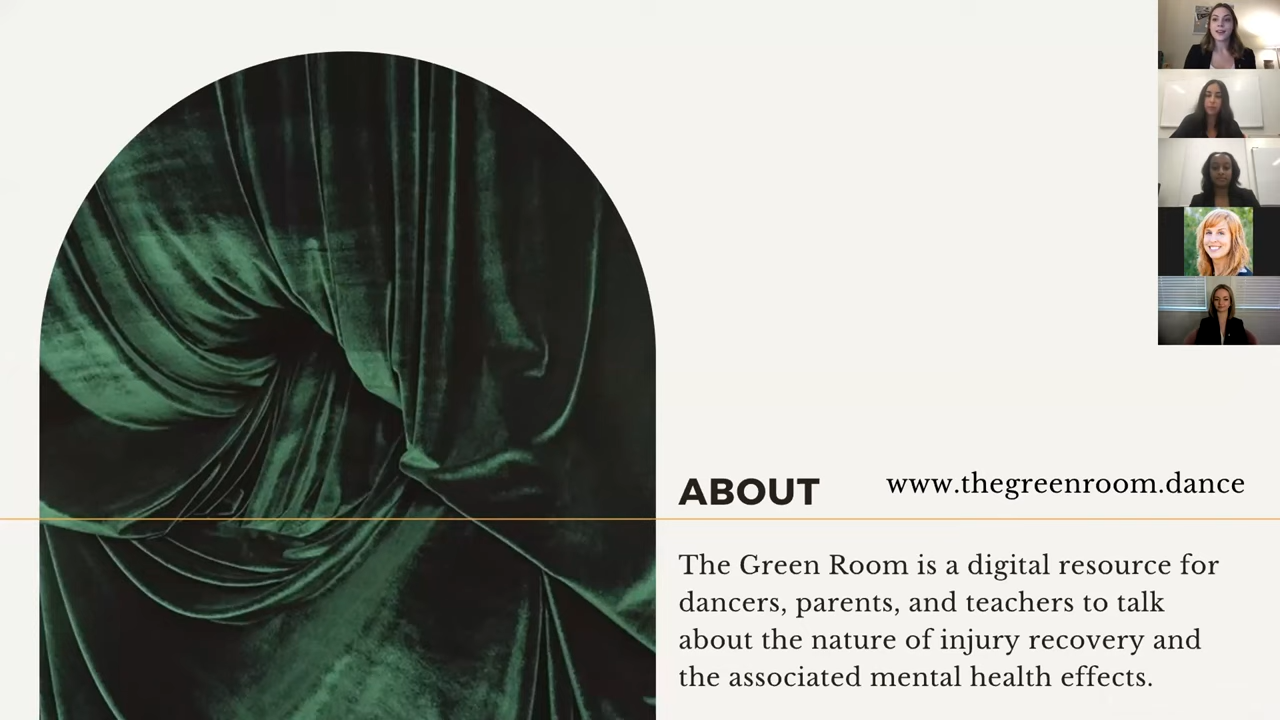 ABOUT
www.thegreenroom.dance
The Green Room is a digital resource for
dancers, parents, and teachers to talk
about the nature of injury recovery and
the associated mental health effects.